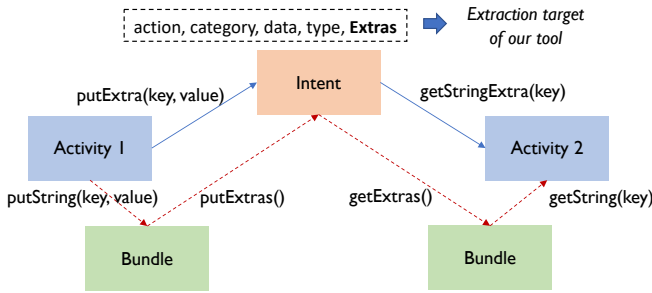 action, category, data, type, Extras
Extraction target
of our tool
Intent
putExtra(key, value)
getStringExtra(key)
Activity 1
Activity 2
putString(key, value)
putExtras()
getExtras()
getString(key)
Bundle
Bundle